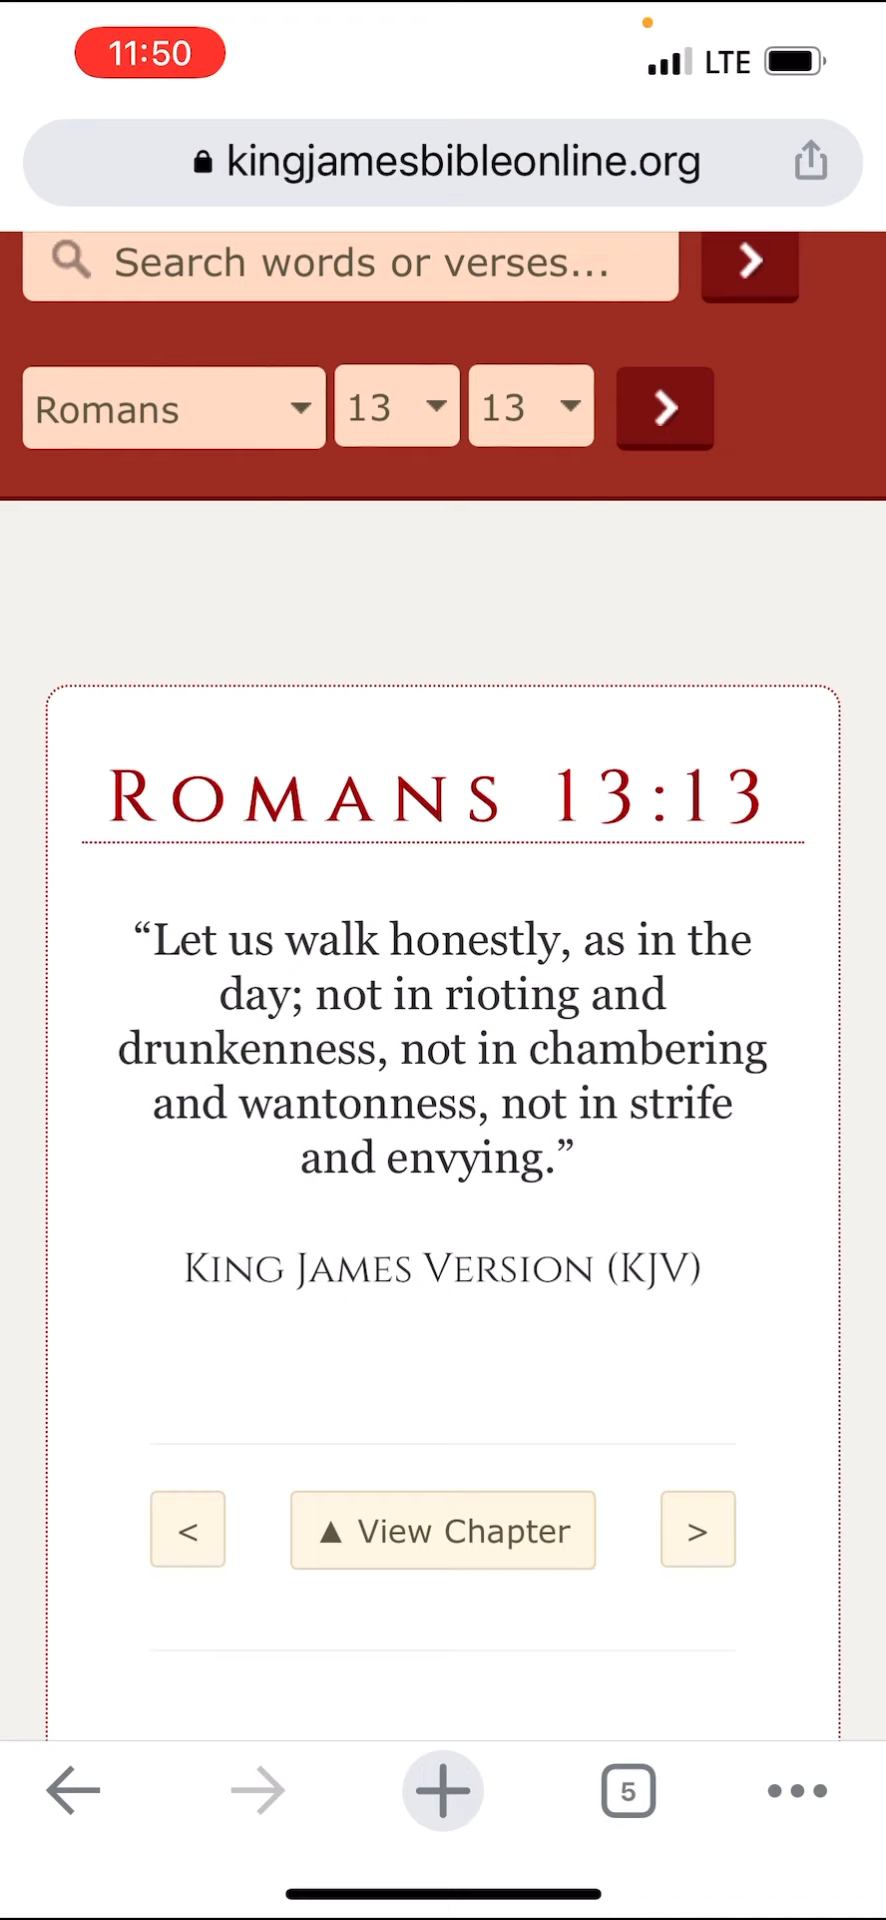 11:50
LTE
kingjamesbibleonline.org
Search words or verses...
Romans 13 13
ROMANS 13:13
“Let us walk honestly, as in the
day; not in rioting and
drunkenness, not in chambering
and wantonness, not in strife
and envying.”
KING JAMES VERSION (KJV)
< ▲ View Chapter >
5